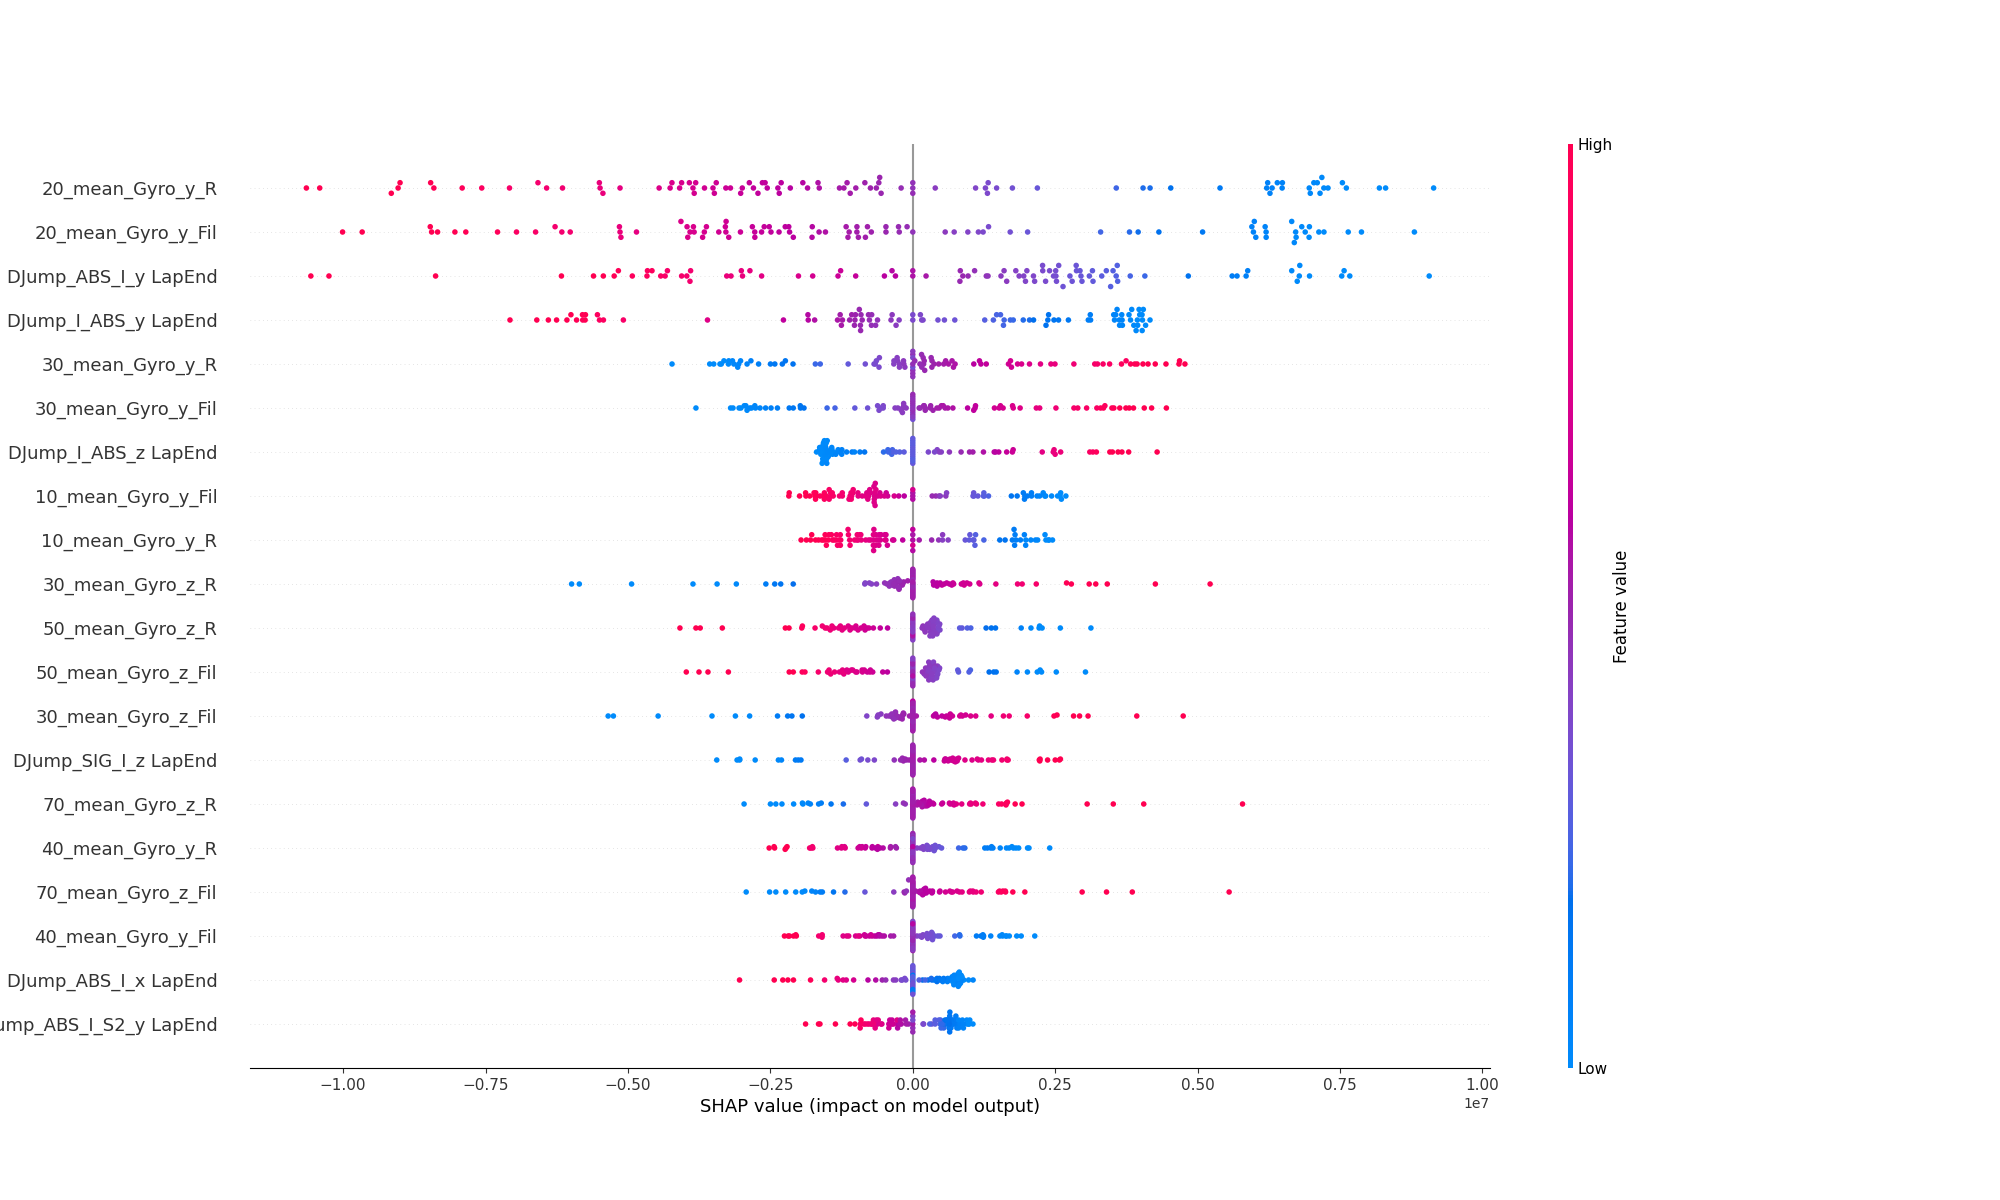 High
20_mean_Gyro_y_R
20_mean_Gyro_y_Fil
DJump_ABS_I_y LapEnd
DJump_I_ABS_y LapEnd
30_mean_Gyro_y_R
30_mean_Gyro_y_Fil
DJump_I_ABS_z LapEnd
10_mean_Gyro_y_Fil
10_mean_Gyro_y_R
30_mean_Gyro_z_R
50_mean_Gyro_z_R
50_mean_Gyro_z_Fil
30_mean_Gyro_z_Fil
DJump_SIG_I_z LapEnd
70_mean_Gyro_z_R
40_mean_Gyro_y_R
70_mean_Gyro_z_Fil
40_mean_Gyro_y_Fil
DJump_ABS_I_x LapEnd
ump_ABS_I_S2_y LapEnd
Feature value
Low
−1.00 −0.75 −0.50 −0.25 0.00 0.25 0.50 0.75 1.00
1e7
SHAP value (impact on model output)